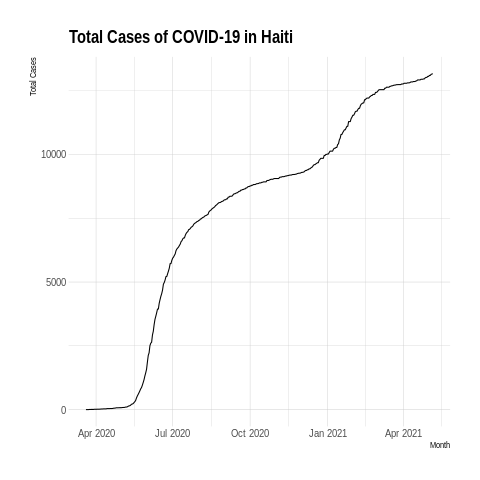 Total Cases of COVID-19 in Haiti
Total Cases
10000
5000
0
Apr 2020 Jul 2020 Oct 2020 Jan 2021 Apr 2021
Month